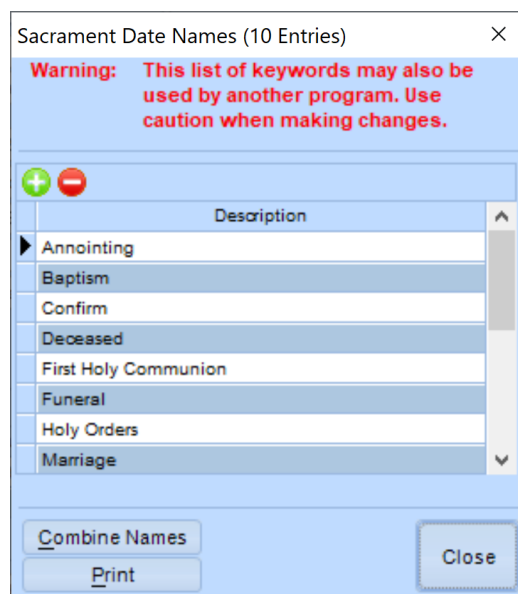 Sacrament Date Names (10 Entries)
Warning: This list of keywords may also be
used by another program. Use
caution when making changes.
Description
Annointing
Baptism
Confirm
Deceased
First Holy Communion
Funeral
Holy Orders
Marriage
Combine Names
Print
Close